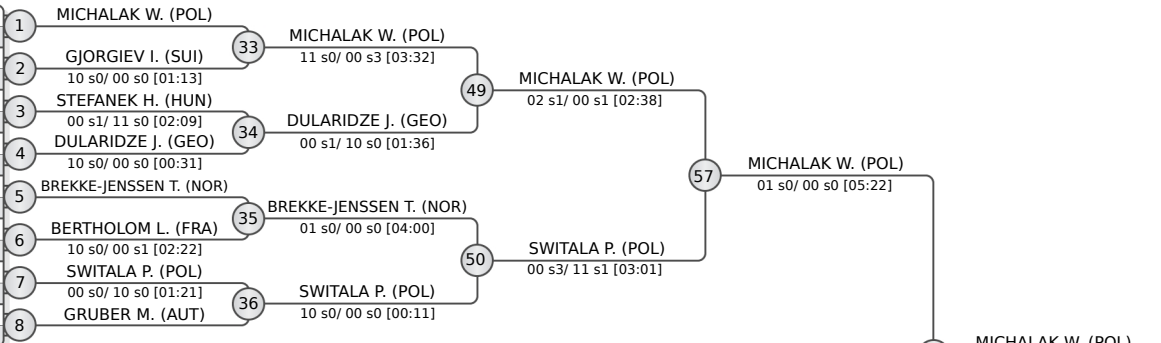 1
MICHALAK W. (POL)
2
GJORGIEV I. (SUI)
10 s0/ 00 s0 [01:13]
3
STEFANEK H. (HUN)
00 s1/ 11 s0 [02:09]
4
DULARIDZE J. (GEO)
10 s0/ 00 s0 [00:31]
5
BREKKE-JENSSEN T. (NOR)
6
BERTHOLOM L. (FRA)
10 s0/ 00 s1 [02:22]
7
SWITALA P. (POL)
00 s0/ 10 s0 [01:21]
8
GRUBER M. (AUT)
33
MICHALAK W. (POL)
11 s0/ 00 s3 [03:32]
34
DULARIDZE J. (GEO)
00 s1/ 10 s0 [01:36]
35
BREKKE-JENSSEN T. (NOR)
01 s0/ 00 s0 [04:00]
36
SWITALA P. (POL)
10 s0/ 00 s0 [00:11]
49
MICHALAK W. (POL)
02 s1/ 00 s1 [02:38]
50
SWITALA P. (POL)
00 s3/ 11 s1 [03:01]
57
MICHALAK W. (POL)
01 s0/ 00 s0 [05:22]
MICHALAK W. (POL)